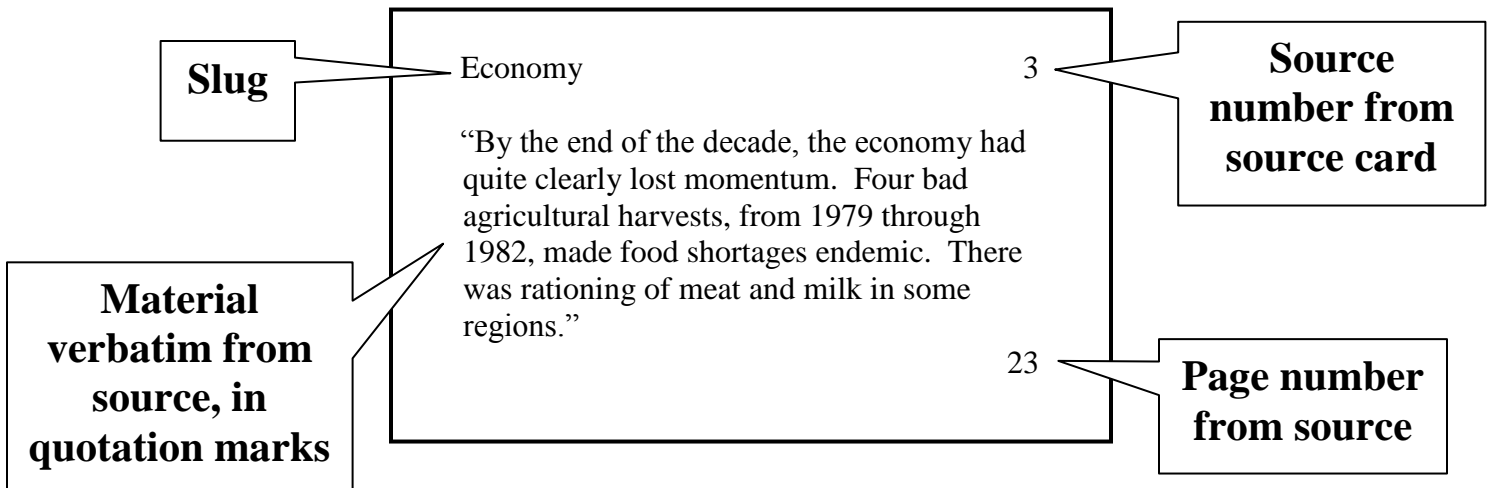 Slug
Economy
3
Source
number from
source card
“By the end of the decade, the economy had
quite clearly lost momentum.  Four bad
agricultural harvests, from 1979 through
1982, made food shortages endemic.  There
was rationing of meat and milk in some
regions.”
Material
verbatim from
source, in
quotation marks
23
Page number
from source